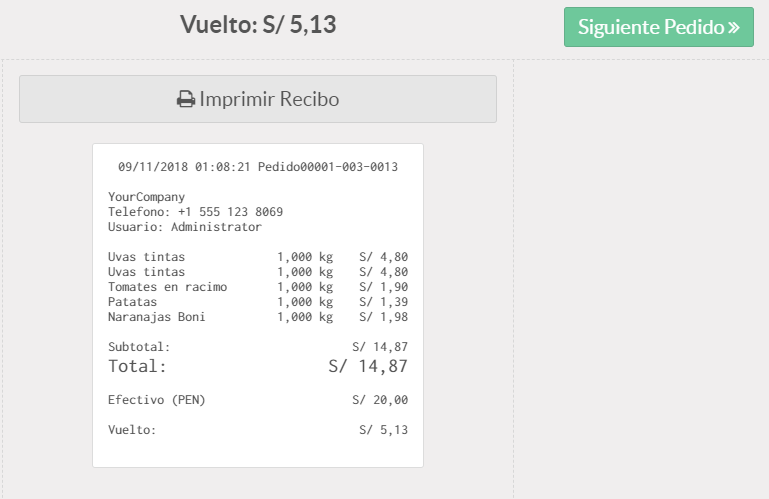 Vuelto: S/ 5,13
Siguiente Pedido »
Imprimir Recibo
09/11/2018 01:08:21 Pedido00001-003-0013
YourCompany
Telefono: +1 555 123 8069
Usuario: Administrator
Uvas tintas 1,000 kg S/ 4,80
Uvas tintas 1,000 kg S/ 4,80
Tomates en racimo 1,000 kg S/ 1,90
Patatas 1,000 kg S/ 1,39
Naranajas Boni 1,000 kg S/ 1,98
Subtotal: S/ 14,87
Total: S/ 14,87
Efectivo (PEN) S/ 20,00
Vuelto: S/ 5,13